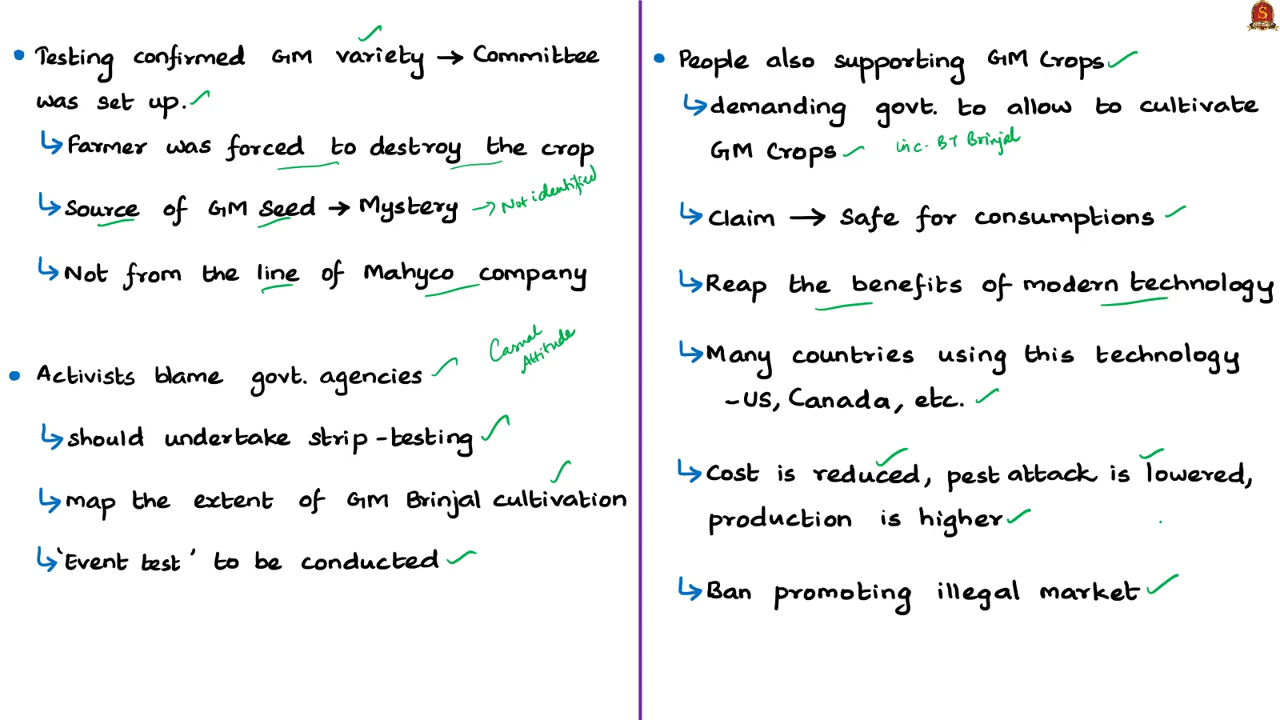 Testing confirmed GM variety → Committee
was set up.
↳ Farmer was forced to destroy the crop
↳ Source of GM seed → Mystery → Not identified
↳ Not from the line of Mahyco company
Activists blame govt. agencies Casual Attitude
↳ should undertake strip-testing
↳ map the extent of GM Brinjal cultivation
↳ 'Event test' to be conducted
People also supporting GM Crops
↳ demanding govt. to allow to cultivate
GM Crops inc. BT Brinjal
↳ Claim → Safe for consumptions
↳ Reap the benefits of modern technology
↳ Many countries using this technology
- US, Canada, etc.
↳ Cost is reduced, pest attack is lowered,
production is higher
↳ Ban promoting illegal market